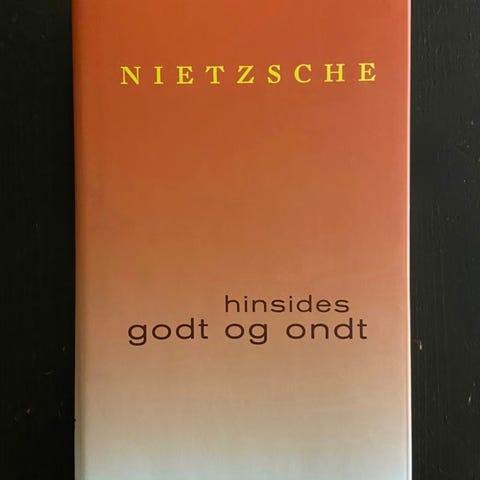 NIETZSCHE
hinsides
godt og ondt